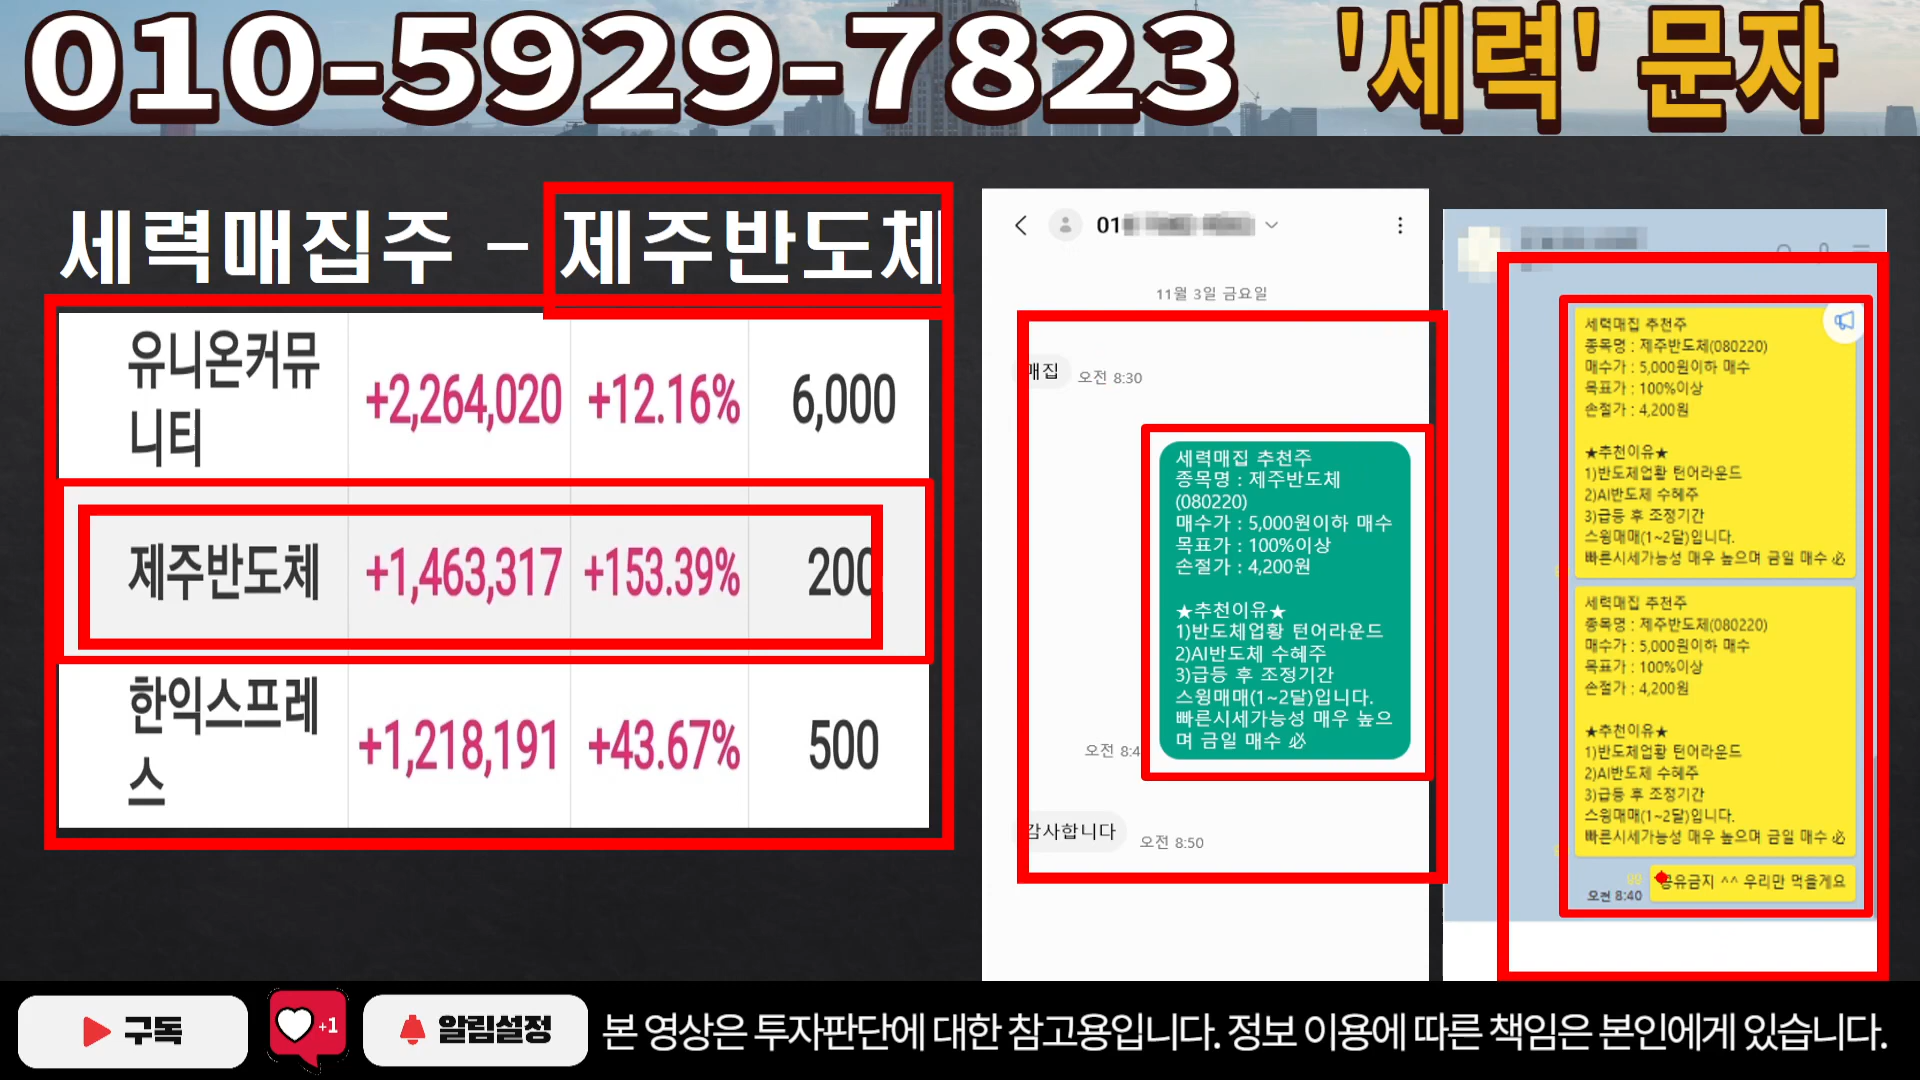 010-5929-7823 '세력' 문자
세력매집주 - 제주반도체
유니온커뮤
니티
+2,264,020 +12.16% 6,000
제주반도체 +1,463,317 +153.39% 200
한익스프레
스
+1,218,191 +43.67% 500
01
11월 3일 금요일
매집 오전 8:30
세력매집 추천주
종목명 : 제주반도체
(080220)
매수가 : 5,000원이하 매수
목표가 : 100%이상
손절가 : 4,200원
★추천이유★
1)반도체업황 턴어라운드
2)AI반도체 수혜주
3)급등 후 조정기간
스윙매매(1~2달)입니다.
빠른시세가능성 매우 높으
며 금일 매수 必
오전 8:4
감사합니다 오전 8:50
세력매집 추천주
종목명 : 제주반도체(080220)
매수가 : 5,000원이하 매수
목표가 : 100%이상
손절가 : 4,200원
★추천이유★
1)반도체업황 턴어라운드
2)AI반도체 수혜주
3)급등 후 조정기간
스윙매매(1~2달)입니다.
빠른시세가능성 매우 높으며 금일 매수 必
세력매집 추천주
종목명 : 제주반도체(080220)
매수가 : 5,000원이하 매수
목표가 : 100%이상
손절가 : 4,200원
★추천이유★
1)반도체업황 턴어라운드
2)AI반도체 수혜주
3)급등 후 조정기간
스윙매매(1~2달)입니다.
빠른시세가능성 매우 높으며 금일 매수 必
오전 8:40 공유금지 ^^ 우리만 먹을게요
구독 +1 알림설정 본 영상은 투자판단에 대한 참고용입니다. 정보 이용에 따른 책임은 본인에게 있습니다.